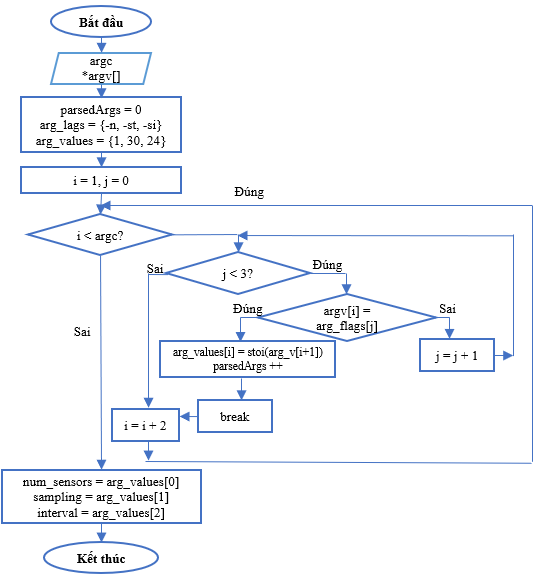 Bắt đầu
argc
*argv[]
parsedArgs = 0
arg_lags = {-n, -st, -si}
arg_values = {1, 30, 24}
i = 1, j = 0
Đúng
i < argc?
Sai
j < 3?
Đúng
Đúng
argv[i] =
arg_flags[j]
Sai
Sai
arg_values[i] = stoi(arg_v[i+1])
parsedArgs ++
j = j + 1
i = i + 2
break
num_sensors = arg_values[0]
sampling = arg_values[1]
interval = arg_values[2]
Kết thúc